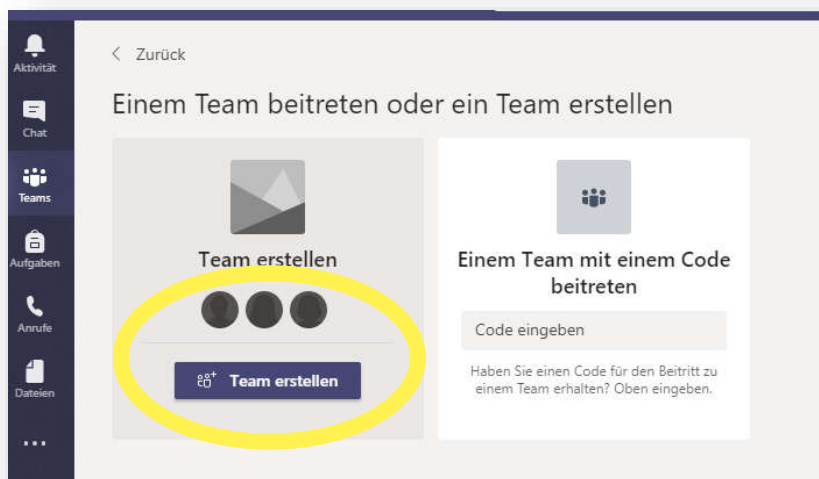 Aktivität
Chat
Teams
Aufgaben
Anrufe
Dateien
Zurück
Einem Team beitreten oder ein Team erstellen
Team erstellen
Team erstellen
Einem Team mit einem Code
beitreten
Code eingeben
Haben Sie einen Code für den Beitritt zu
einem Team erhalten? Oben eingeben.